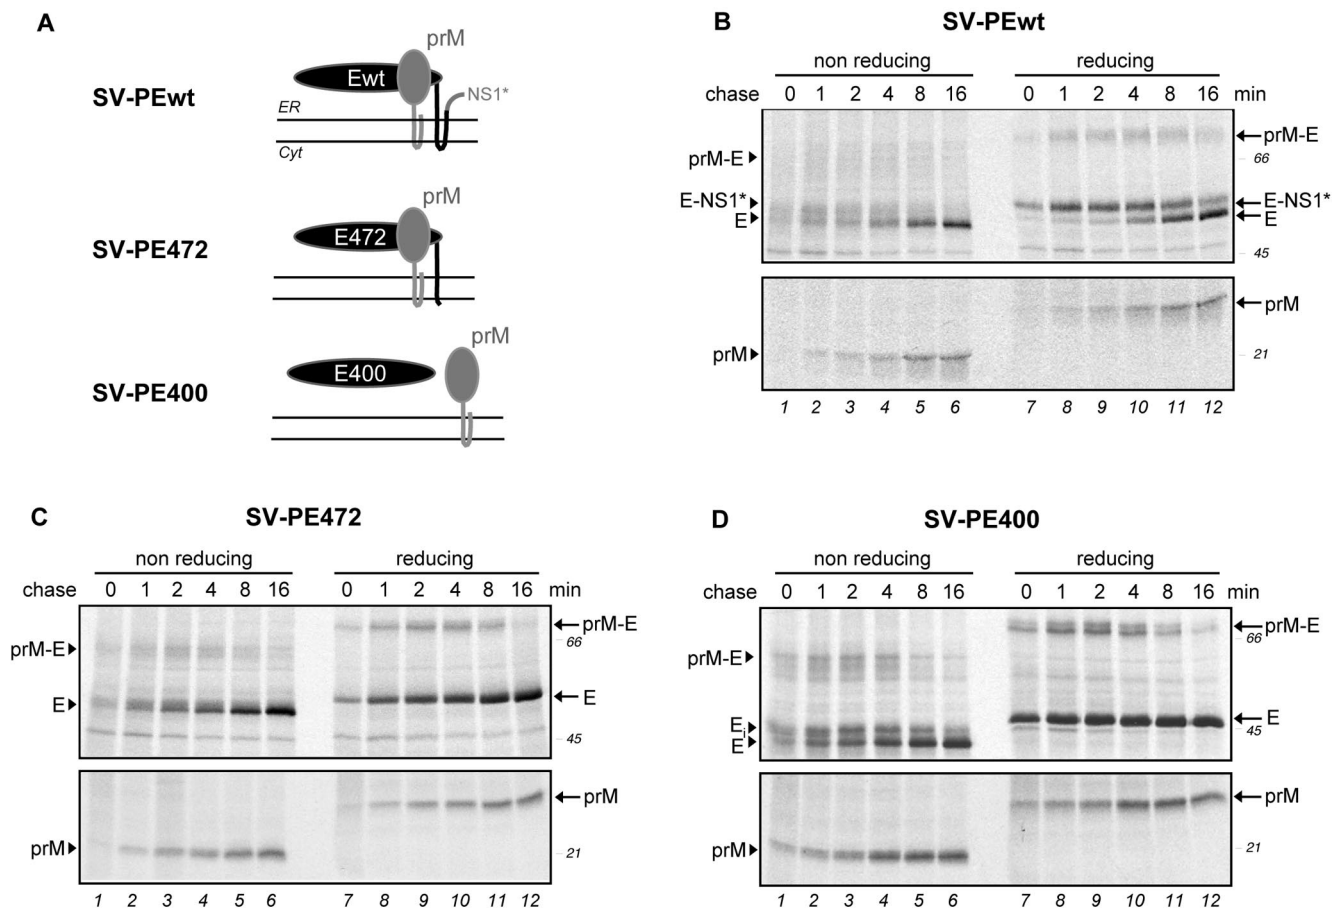 A
prM
Ewt
NS1*
SV-PEwt
ER
Cyt
prM
E472
SV-PE472
prM
E400
SV-PE400
B
SV-PEwt
non reducing reducing
chase 0 1 2 4 8 16 0 1 2 4 8 16 min
prM-E prM-E
66
E-NS1* E-NS1*
E E
45
prM
prM 21
1 2 3 4 5 6 7 8 9 10 11 12
C
SV-PE472
non reducing reducing
chase 0 1 2 4 8 16 0 1 2 4 8 16 min
prM-E prM-E
66
E E
45
prM
prM 21
1 2 3 4 5 6 7 8 9 10 11 12
D
SV-PE400
non reducing reducing
chase 0 1 2 4 8 16 0 1 2 4 8 16 min
prM-E
66
prM-E
Ei E
E 45
prM
prM 21
1 2 3 4 5 6 7 8 9 10 11 12